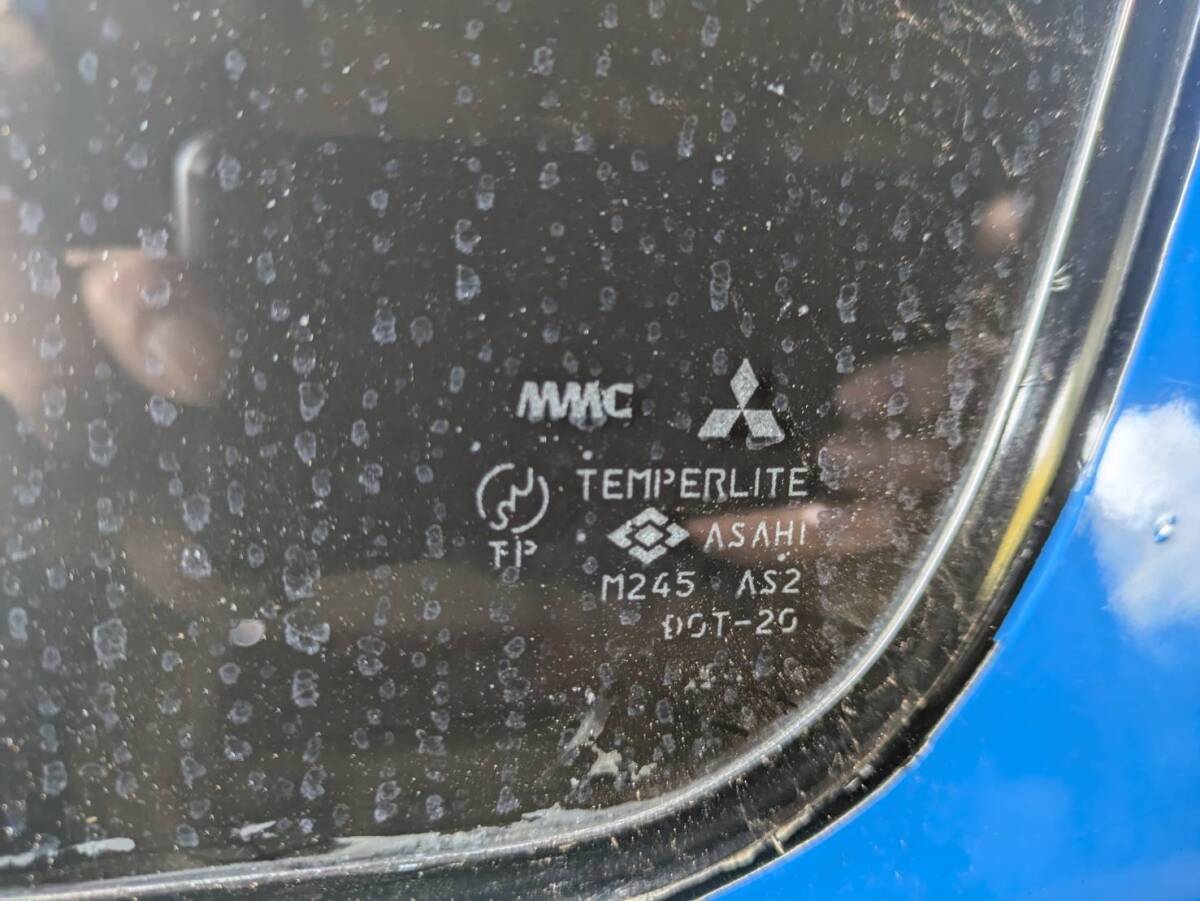 MMC
TEMPERLITE
TP
ASAHI
M245 AS2
DOT-20